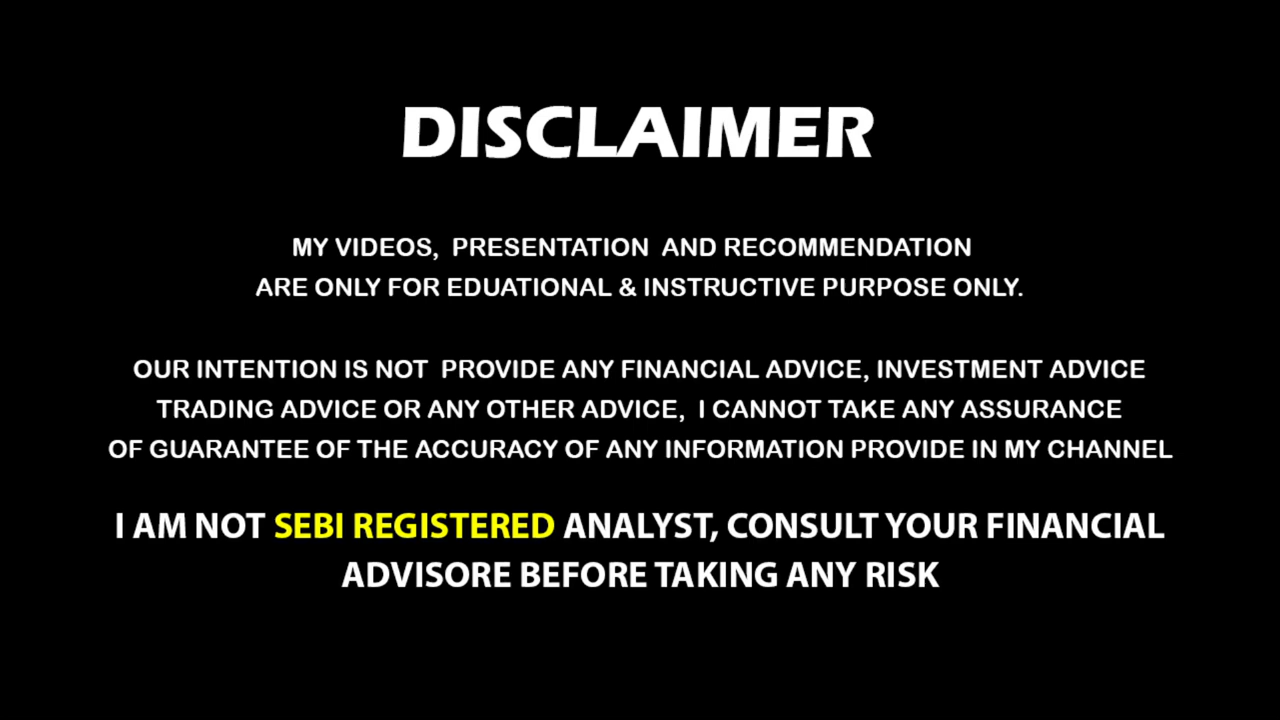 DISCLAIMER
MY VIDEOS, PRESENTATION AND RECOMMENDATION
ARE ONLY FOR EDUATIONAL & INSTRUCTIVE PURPOSE ONLY.
OUR INTENTION IS NOT PROVIDE ANY FINANCIAL ADVICE, INVESTMENT ADVICE
TRADING ADVICE OR ANY OTHER ADVICE, I CANNOT TAKE ANY ASSURANCE
OF GUARANTEE OF THE ACCURACY OF ANY INFORMATION PROVIDE IN MY CHANNEL
I AM NOT SEBI REGISTERED ANALYST, CONSULT YOUR FINANCIAL
ADVISORE BEFORE TAKING ANY RISK